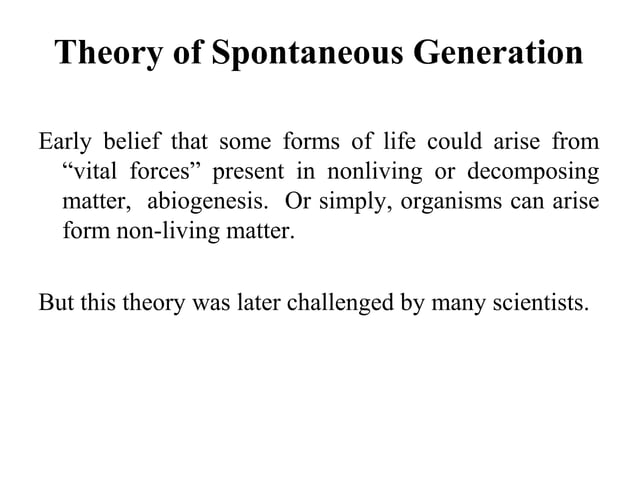 Theory of Spontaneous Generation
Early belief that some forms of life could arise from
“vital forces” present in nonliving or decomposing
matter, abiogenesis. Or simply, organisms can arise
form non-living matter.
But this theory was later challenged by many scientists.